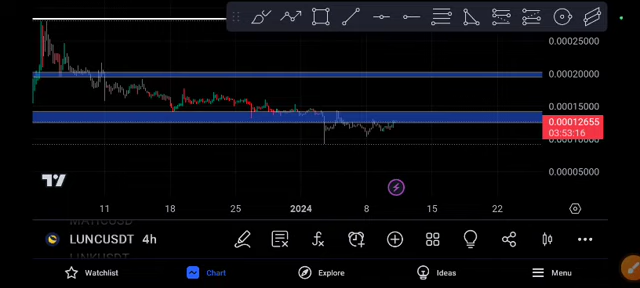 0.00025000
0.00020000
0.00015000
0.00012655
03:53:16
0.00010000
0.00005000
11 18 25 2024 8 15 22
LUNCUSDT 4h
LINKUSDT
Watchlist Chart Explore Ideas Menu